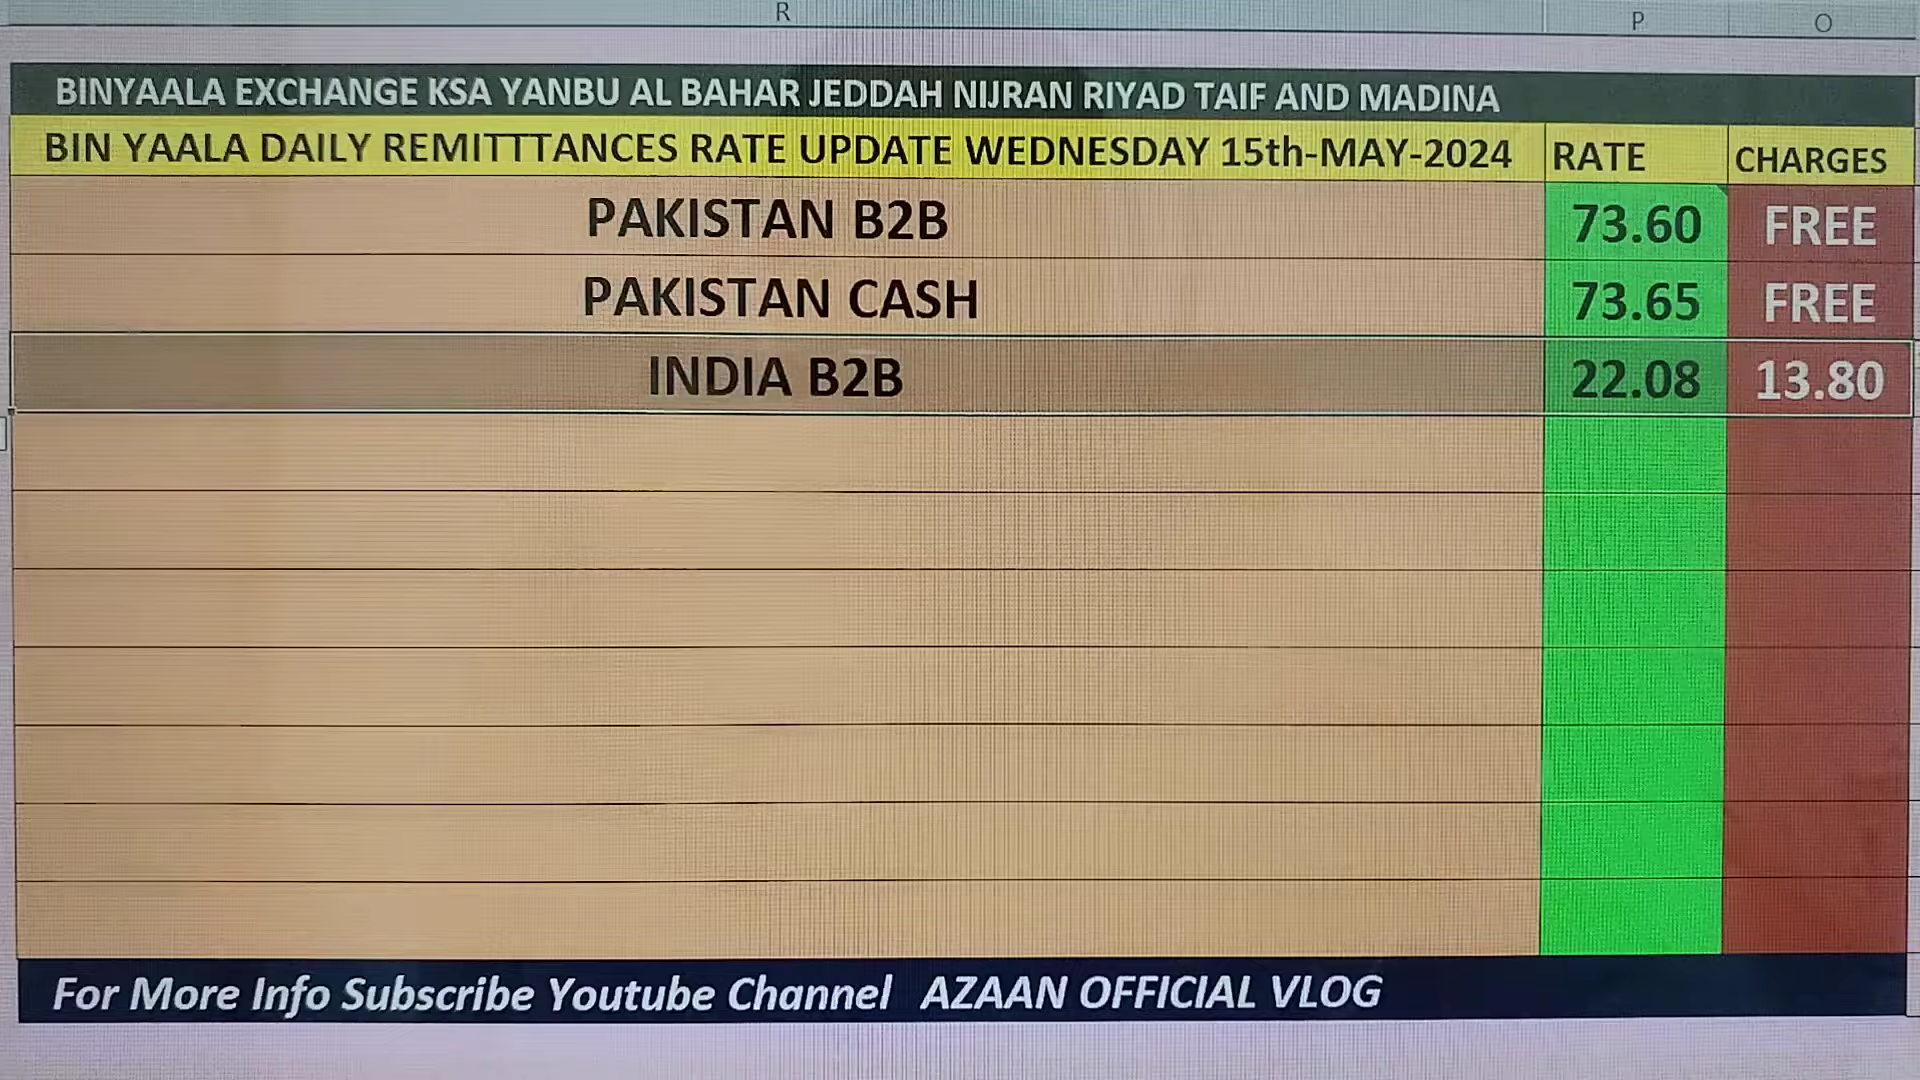 R P O
BINYAALA EXCHANGE KSA YANBU AL BAHAR JEDDAH NIJRAN RIYAD TAIF AND MADINA
BIN YAALA DAILY REMITTTANCES RATE UPDATE WEDNESDAY 15th-MAY-2024 RATE CHARGES
PAKISTAN B2B 73.60 FREE
PAKISTAN CASH 73.65 FREE
INDIA B2B 22.08 13.80
For More Info Subscribe Youtube Channel AZAAN OFFICIAL VLOG